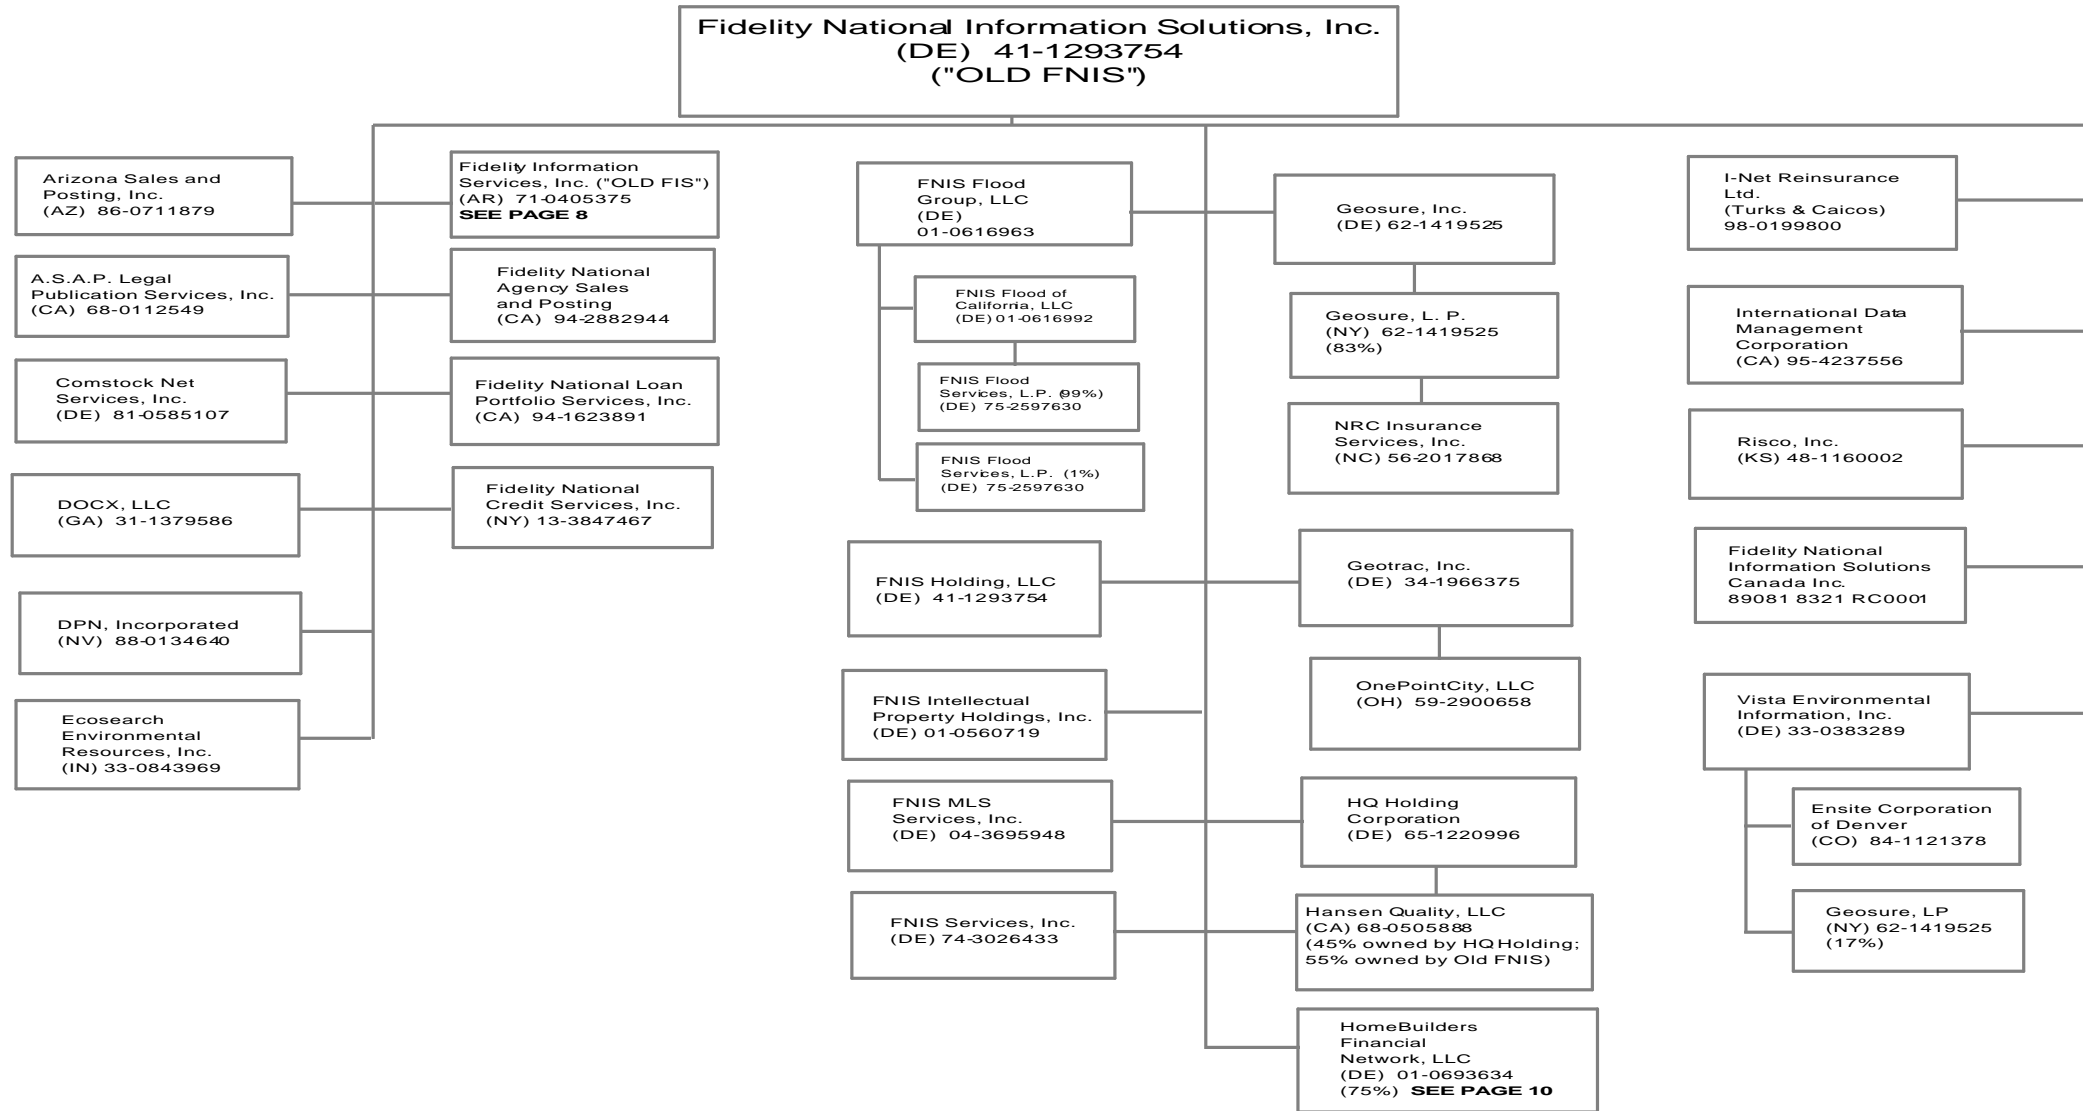 Fidelity National Information Solutions, Inc.
(DE) 41-1293754
("OLD FNIS")
Arizona Sales and
Posting, Inc.
(AZ) 86-0711879
A.S.A.P. Legal
Publication Services, Inc.
(CA) 68-0112549
Comstock Net
Services, Inc.
(DE) 81-0585107
DOCX, LLC
(GA) 31-1379586
DPN, Incorporated
(NV) 88-0134640
Ecosearch
Environmental
Resources, Inc.
(IN) 33-0843969
Fidelity Information
Services, Inc. ("OLD FIS")
(AR) 71-0405375
SEE PAGE 8
Fidelity National
Agency Sales
and Posting
(CA) 94-2882944
Fidelity National Loan
Portfolio Services, Inc.
(CA) 94-1623891
Fidelity National
Credit Services, Inc.
(NY) 13-3847467
FNIS Flood
Group, LLC
(DE)
01-0616963
FNIS Flood of
California, LLC
(DE) 01-0616992
FNIS Flood
Services, L.P. (99%)
(DE) 75-2597630
FNIS Flood
Services, L.P. (1%)
(DE) 75-2597630
FNIS Holding, LLC
(DE) 41-1293754
FNIS Intellectual
Property Holdings, Inc.
(DE) 01-0560719
FNIS MLS
Services, Inc.
(DE) 04-3695948
FNIS Services, Inc.
(DE) 74-3026433
Geosure, Inc.
(DE) 62-1419525
Geosure, L. P.
(NY) 62-1419525
(83%)
NRC Insurance
Services, Inc.
(NC) 56-2017868
Geotrac, Inc.
(DE) 34-1966375
OnePointCity, LLC
(OH) 59-2900658
HQ Holding
Corporation
(DE) 65-1220996
Hansen Quality, LLC
(CA) 68-0505888
(45% owned by HQ Holding;
55% owned by Old FNIS)
HomeBuilders
Financial
Network, LLC
(DE) 01-0693634
(75%) SEE PAGE 10
I-Net Reinsurance
Ltd.
(Turks & Caicos)
98-0199800
International Data
Management
Corporation
(CA) 95-4237556
Risco, Inc.
(KS) 48-1160002
Fidelity National
Information Solutions
Canada Inc.
89081 8321 RC0001
Vista Environmental
Information, Inc.
(DE) 33-0383289
Ensite Corporation
of Denver
(CO) 84-1121378
Geosure, LP
(NY) 62-1419525
(17%)